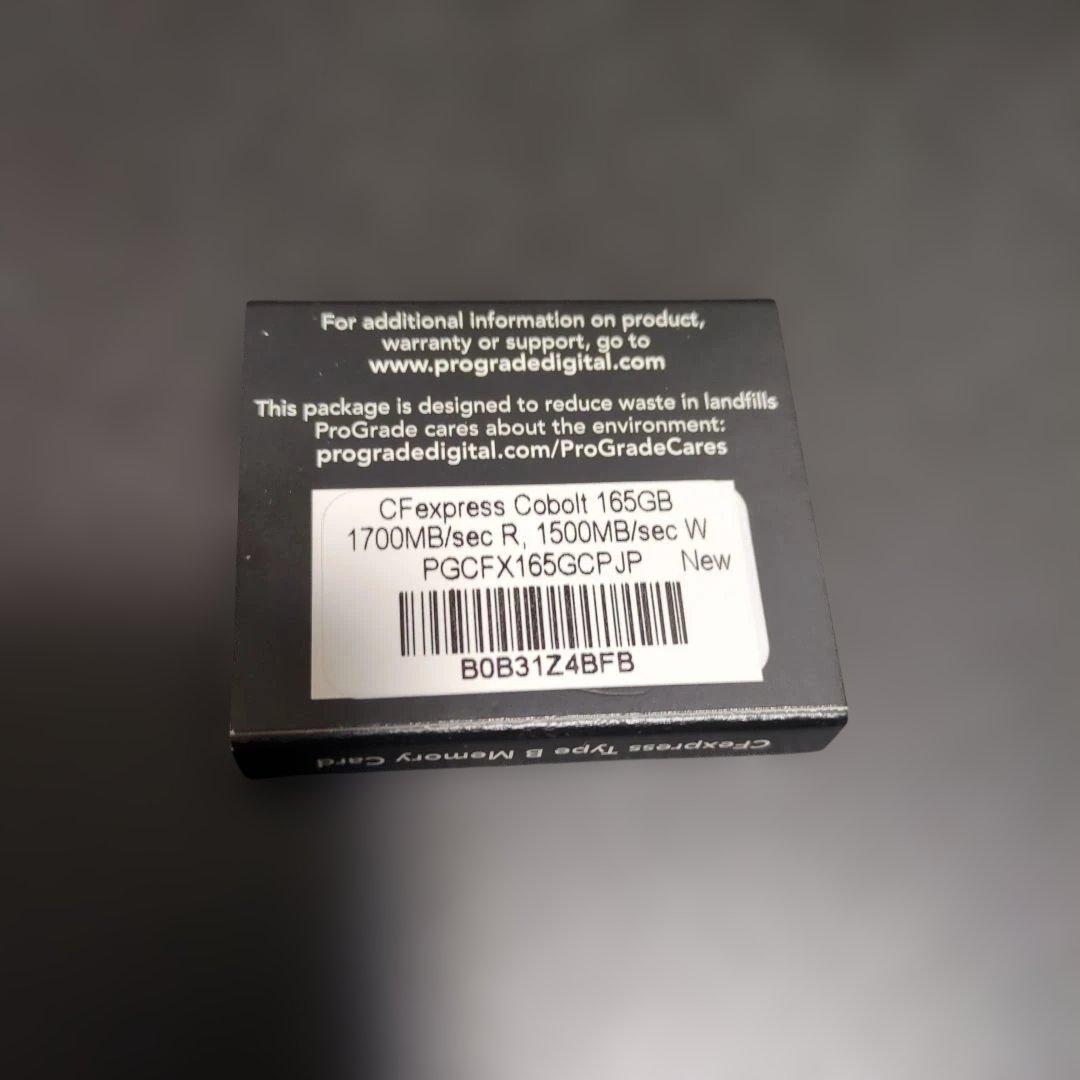 For additional information on product,
warranty or support, go to
www.progradedigital.com
This package is designed to reduce waste in landfills
ProGrade cares about the environment:
progradedigital.com/ProGradeCares
CFexpress Cobolt 165GB
1700MB/sec R, 1500MB/sec W
PGCFX165GCPJP New
B0B31Z4BFB
CFexpress Type B Memory Card